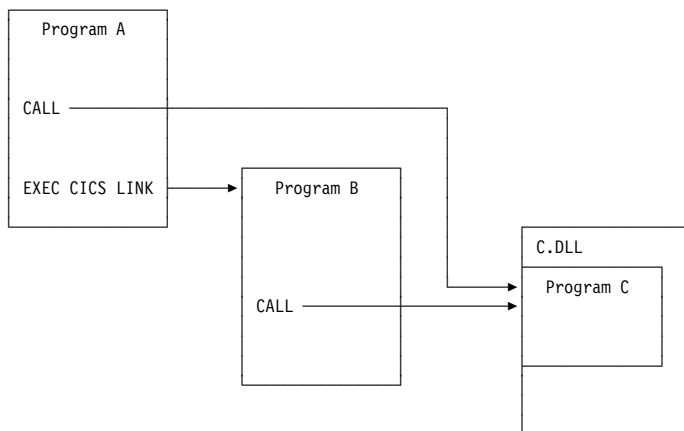 Program A
CALL
EXEC CICS LINK
Program B
C.DLL
Program C
CALL